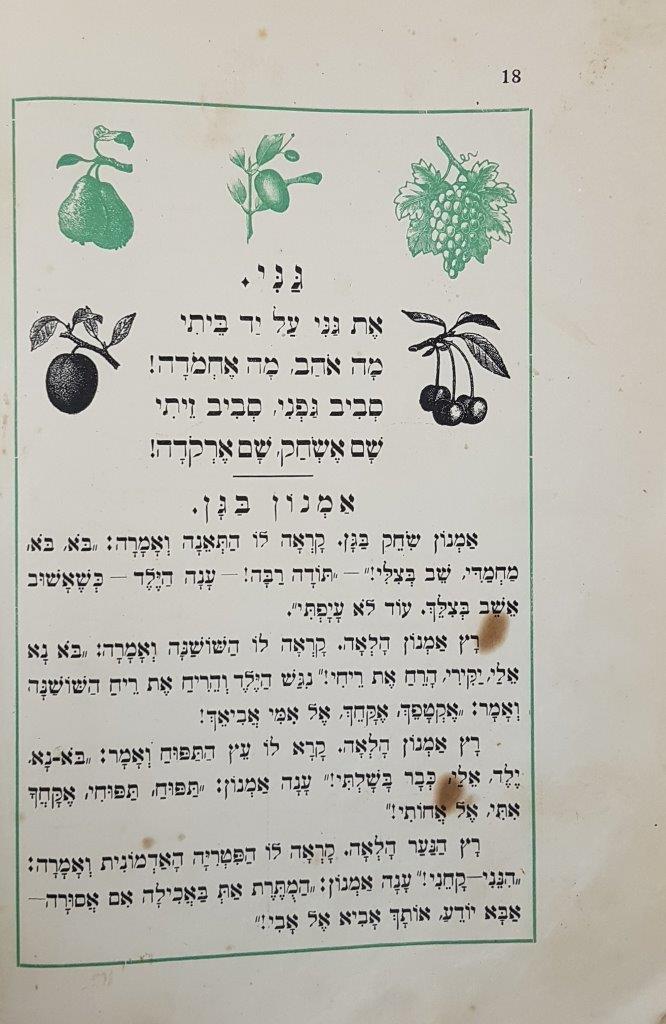 18
גַּנִּי.
אֶת גַּנִּי עַל יַד בֵּיתִי
מָה אֹהַב, מָה אֶחְמֹדָה!
סְבִיב גַּפְנִי, סְבִיב זֵיתִי
שָׁם אֶשְׂחַק, שָׁם אֶרְקֹדָה!
אַמְנוֹן בַּגָּן.
אַמְנוֹן שִׂחֵק בַּגָּן. קָרְאָה לוֹ הַתְּאֵנָה וְאָמְרָה: „בֹּא, בֹּא,
מַחְמַדִּי, שֵׁב בְּצִלִּי!” – „תּוֹדָה רַבָּה! – עָנָה הַיֶּלֶד – כְּשֶׁאָשׁוּב
אֵשֵׁב בְּצִלֵּךְ. עוֹד לֹא עָיָפְתִּי”.
רָץ אַמְנוֹן הָלְאָה. קָרְאָה לוֹ הַשּׁוֹשַׁנָּה וְאָמְרָה: „בֹּא נָא
אֵלַי, יַקִּירִי, הָרַח אֶת רֵיחִי!” נִגַּשׁ הַיֶּלֶד וְהֵרִיחַ אֶת רֵיחַ הַשּׁוֹשַׁנָּה
וְאָמַר: „אֶקְטְפֵךְ, אֶקָּחֵךְ, אֶל אִמִּי אֲבִיאֵךְ!
רָץ אַמְנוֹן הָלְאָה. קָרָא לוֹ עֵץ הַתַּפּוּחַ וְאָמַר: „בֹּא-נָא,
יֶלֶד, אֵלַי, כְּבָר בָּשָׁלְתִּי!” עָנָה אַמְנוֹן: „תַּפּוּחַ, תַּפּוּחִי, אֶקָּחֲךָ
אִתִּי, אֶל אֲחוֹתִי!”
רָץ הַנַּעַר הָלְאָה. קָרְאָה לוֹ הַפִּטְרִיָּה הָאַדְמוֹנִית וְאָמְרָה:
„הִנֵּנִי–קָחֵנִי!” עָנָה אַמְנוֹן: „הַמֻתֶּרֶת אַתְּ בַּאֲכִילָה אִם אֲסוּרָה–
אַבָּא יוֹדֵעַ, אוֹתָךְ אָבִיא אֶל אָבִי!”